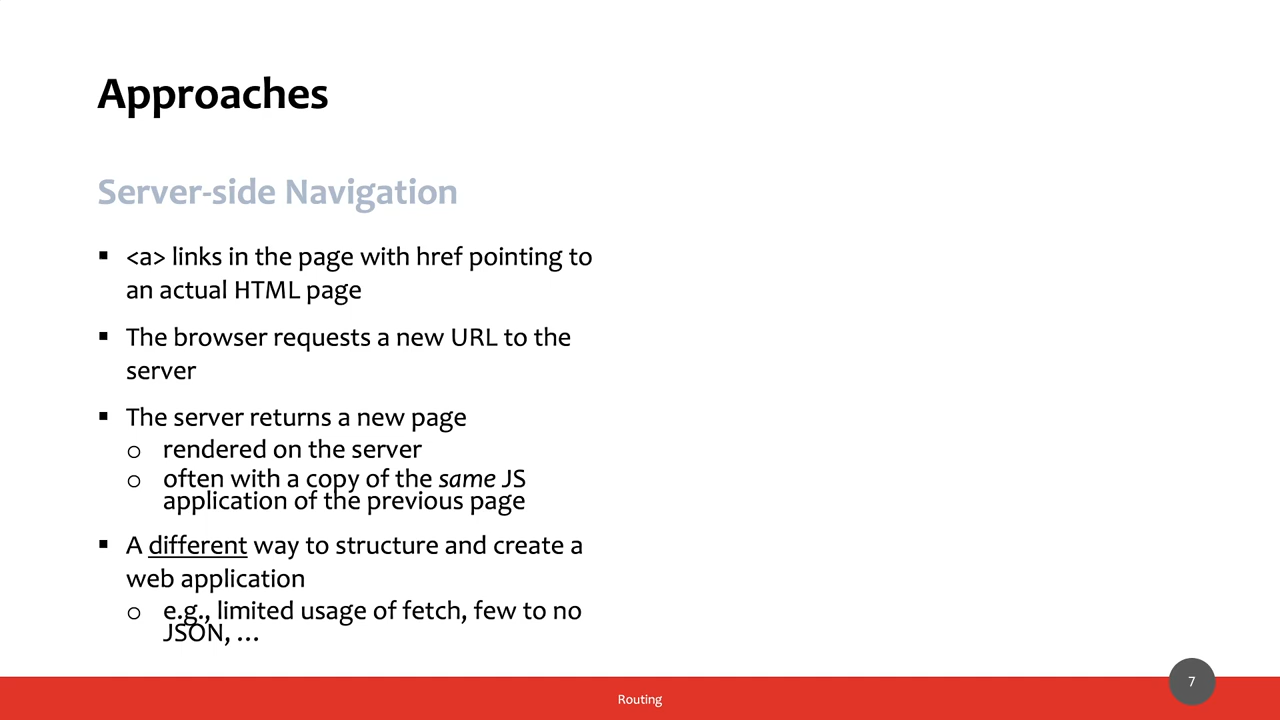 Approaches
Server-side Navigation
▪ <a> links in the page with href pointing to
an actual HTML page
▪ The browser requests a new URL to the
server
▪ The server returns a new page
o rendered on the server
o often with a copy of the same JS
application of the previous page
▪ A different way to structure and create a
web application
o e.g., limited usage of fetch, few to no
JSON, …
Routing
7